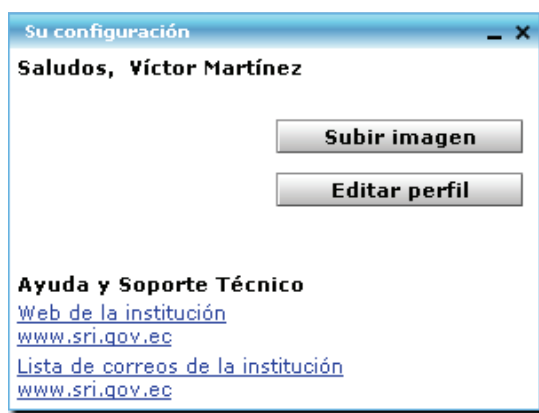 Su configuración
Saludos, Víctor Martínez
Subir imagen
Editar perfil
Ayuda y Soporte Técnico
Web de la institución
www.sri.gov.ec
Lista de correos de la institución
www.sri.gov.ec